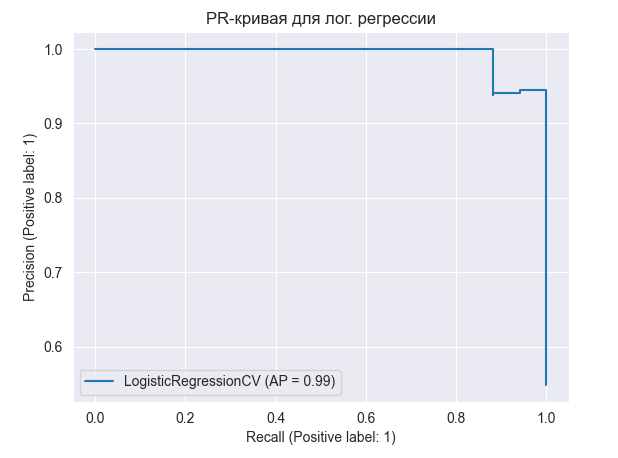 PR-кривая для лог. регрессии
1.0
0.9
0.8
0.7
0.6
Precision (Positive label: 1)
LogisticRegressionCV (AP = 0.99)
0.0 0.2 0.4 0.6 0.8 1.0
Recall (Positive label: 1)